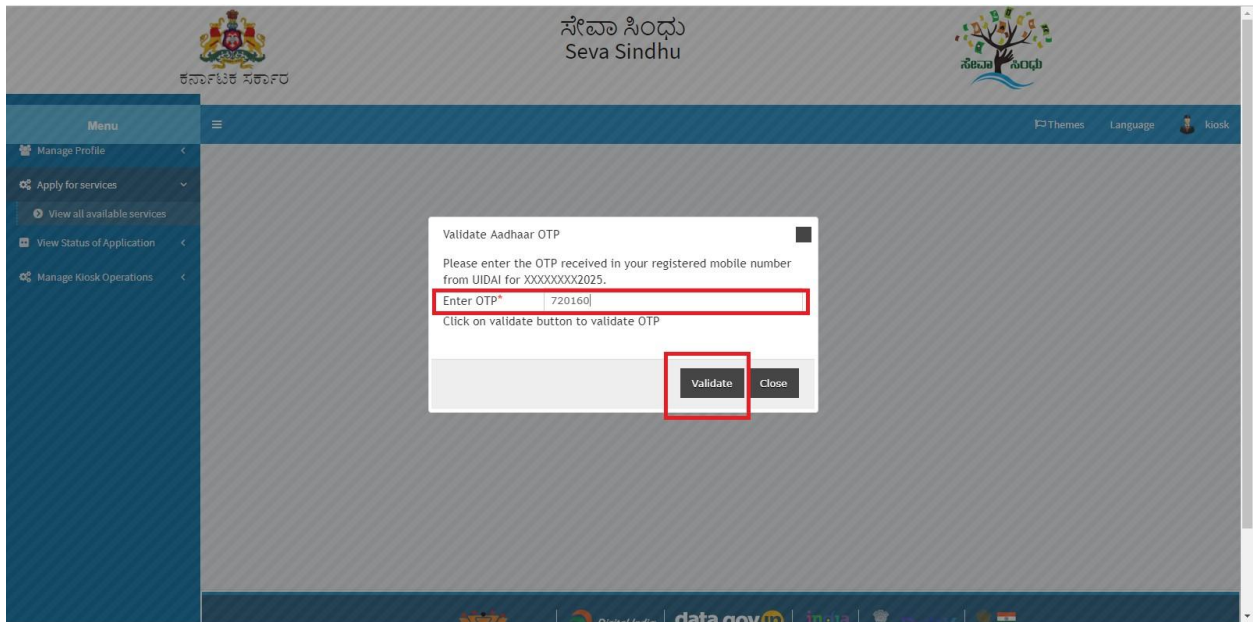 ಸೇವಾ ಸಿಂಧು
Seva Sindhu
ಕರ್ನಾಟಕ ಸರ್ಕಾರ
ಸೇವಾ ಸಿಂಧು
Menu
Themes Language kiosk
Manage Profile
Apply for services
View all available services
View Status of Application
Manage Kiosk Operations
Validate Aadhaar OTP
Please enter the OTP received in your registered mobile number
from UIDAI for XXXXXXXX2025.
Enter OTP* 720160
Click on validate button to validate OTP
Validate Close
Digital India data.gov in